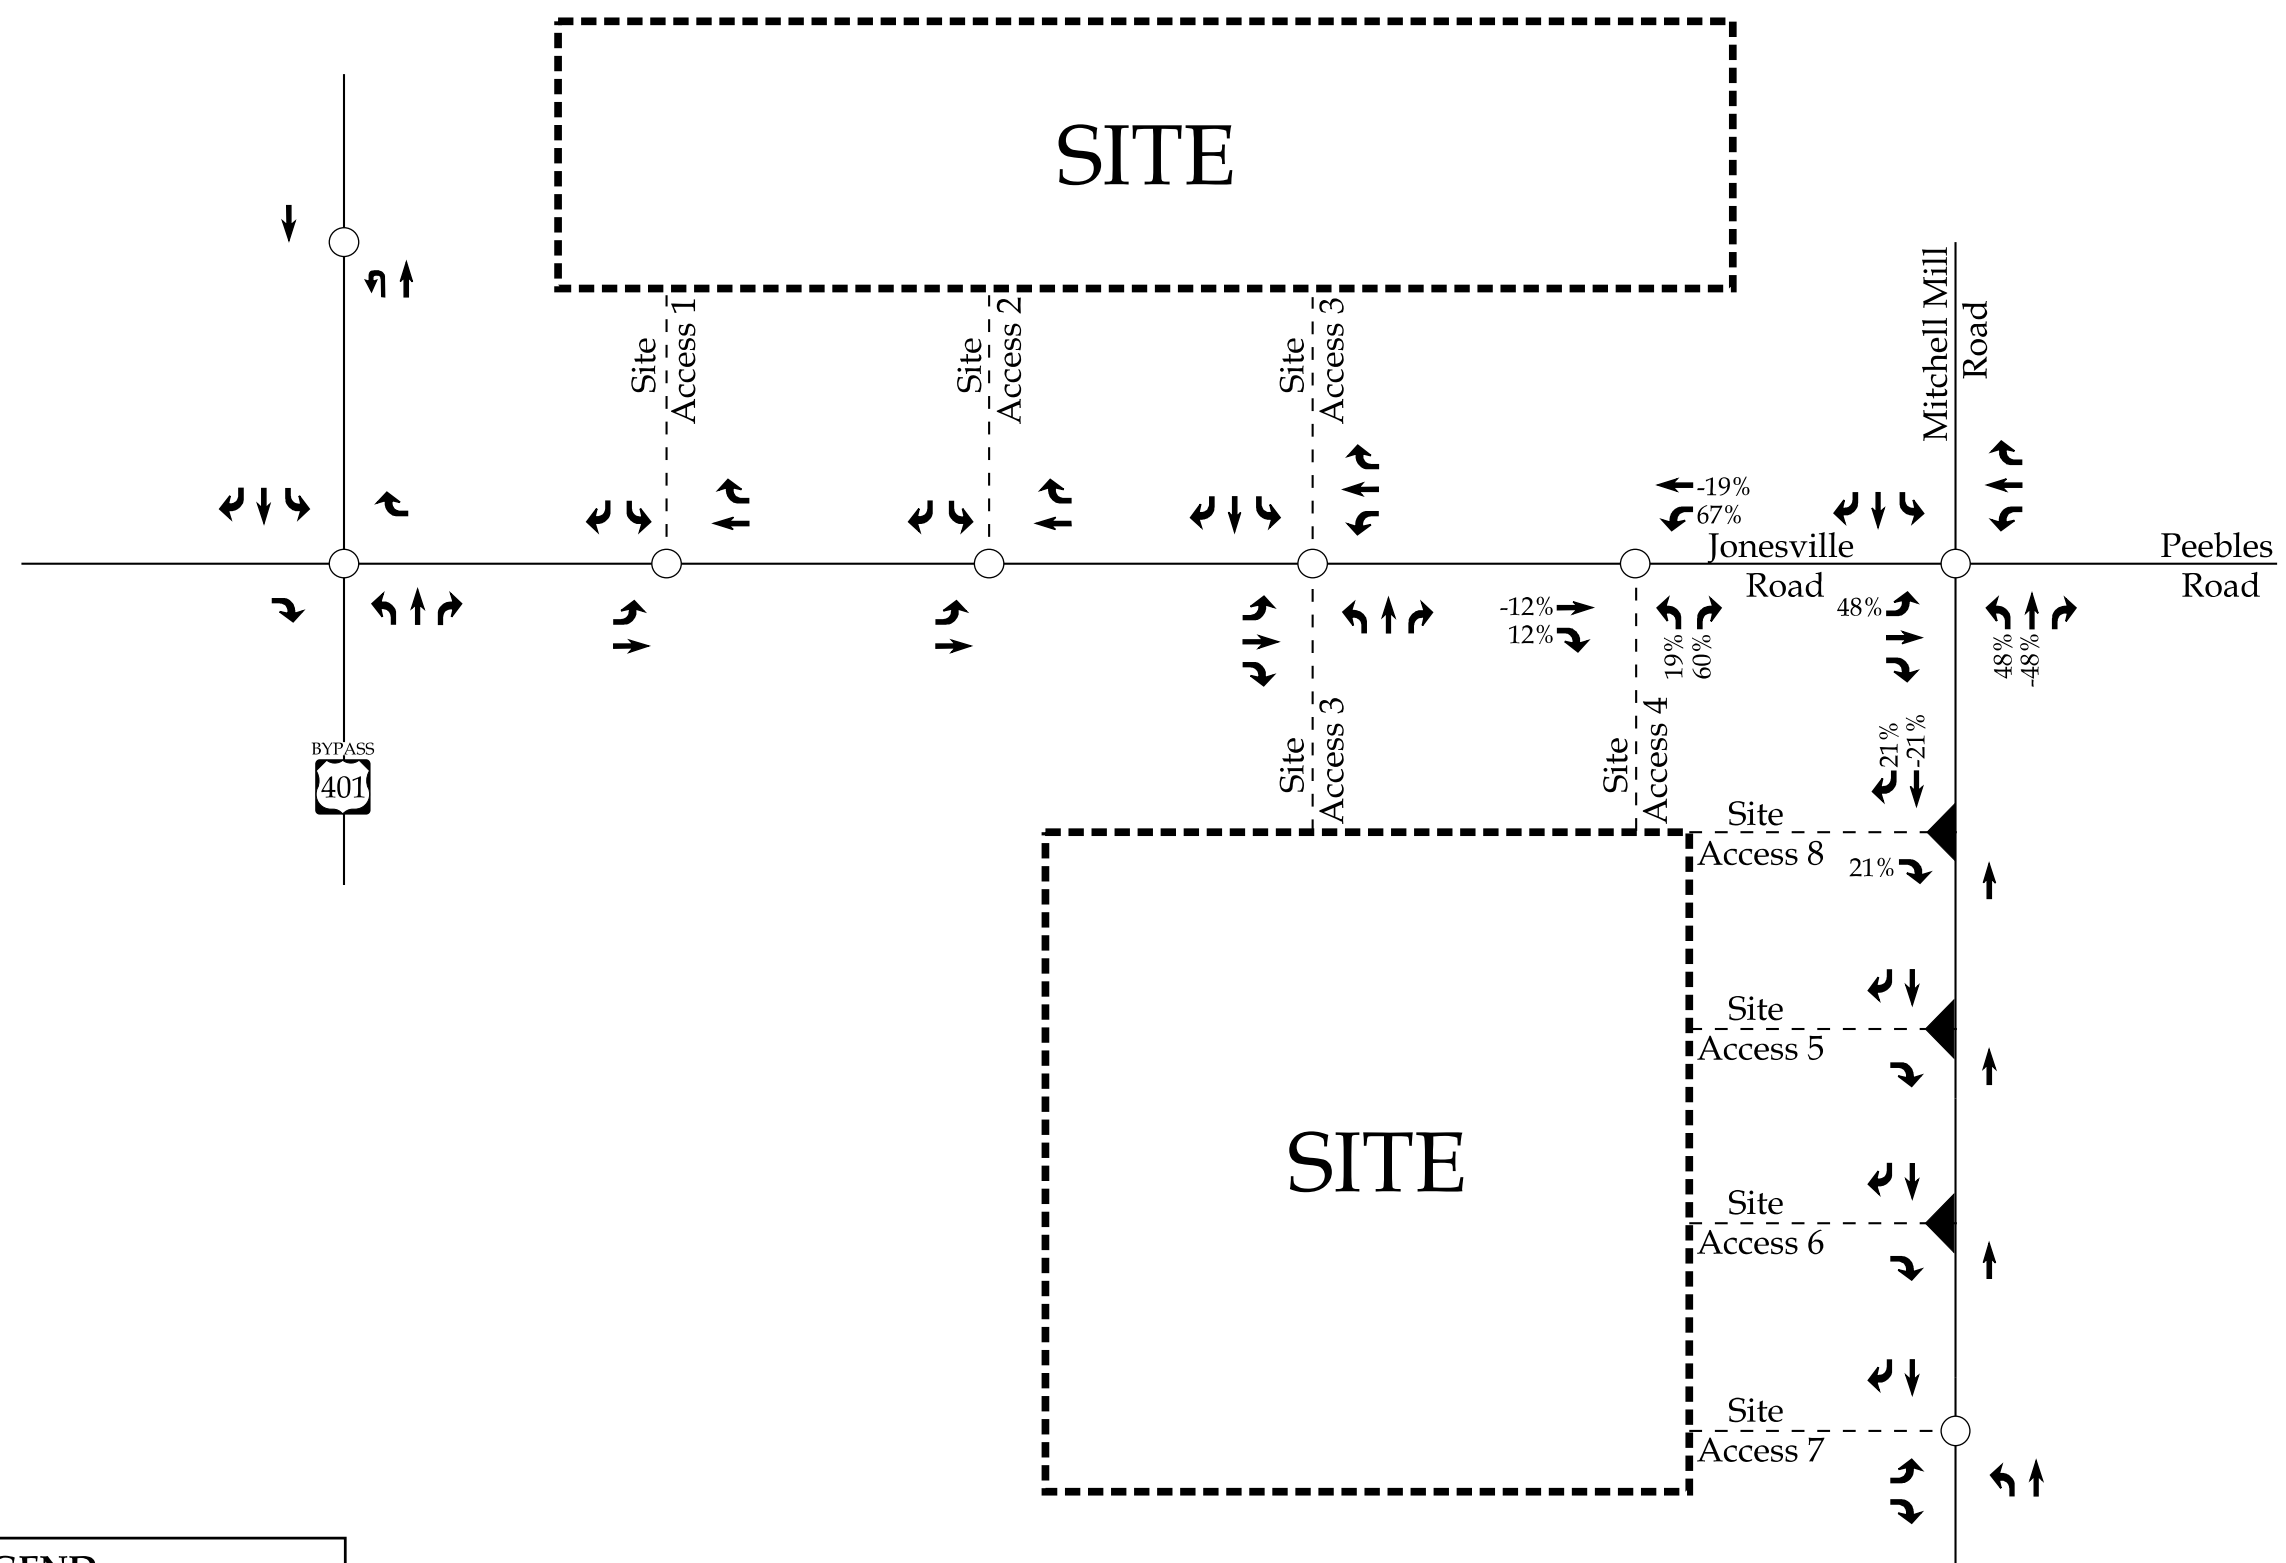 SITE
Site
Access 1
Site
Access 2
Site
Access 3
Mitchell Mill
Road
-19%
67%
Jonesville
Road
Peebles
Road
-12%
12%
19%
60%
48%
48%
-48%
BYPASS
401
Site
Access 3
Site
Access 4
21%
-21%
Site
Access 8
21%
Site
Access 5
SITE
Site
Access 6
Site
Access 7